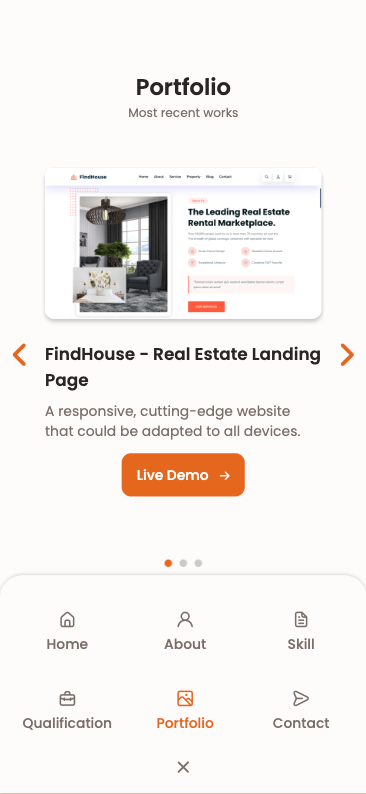 Portfolio
Most recent works
FindHouse
Home About Service Property Blog Contact
The Leading Real Estate
Rental Marketplace.
FindHouse - Real Estate Landing
Page
A responsive, cutting-edge website
that could be adapted to all devices.
Live Demo →
Home About Skill
Qualification Portfolio Contact